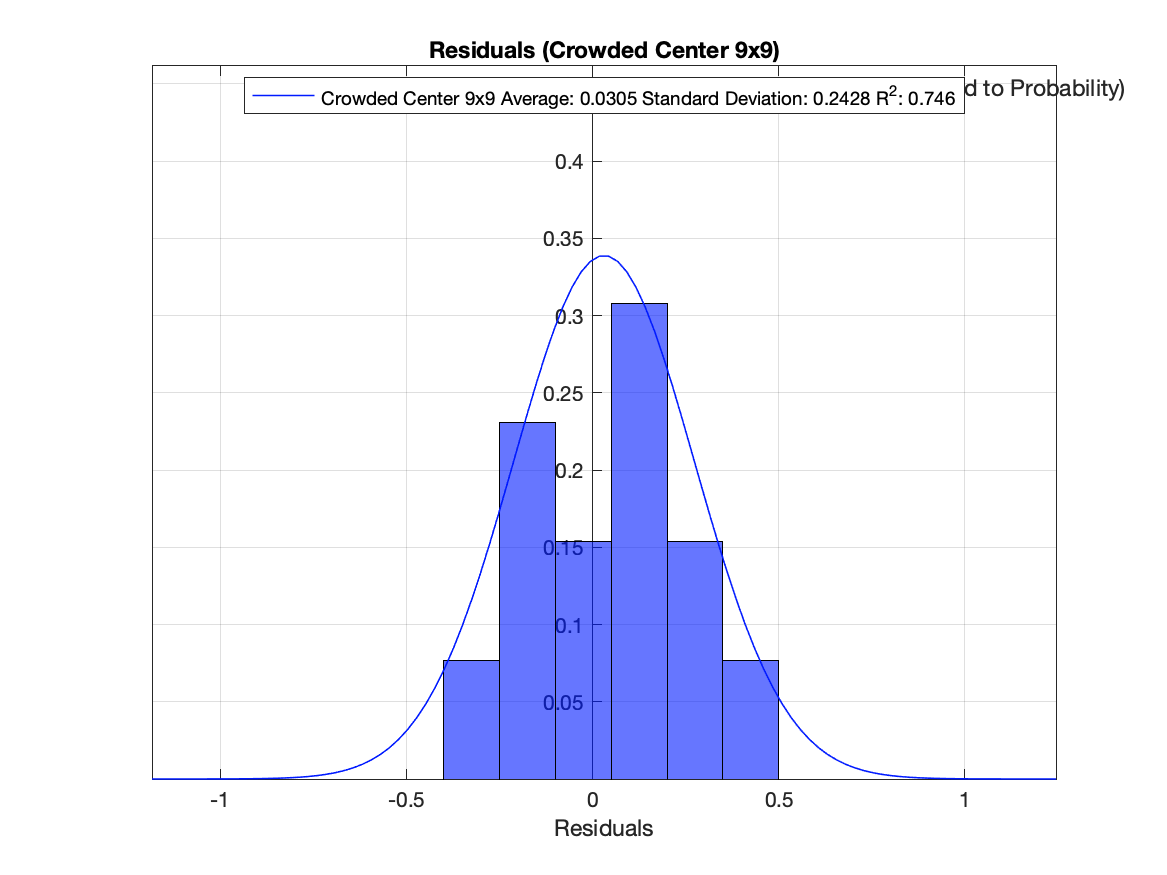 Residuals (Crowded Center 9x9)
Crowded Center 9x9 Average: 0.0305 Standard Deviation: 0.2428 R²: 0.746
d to Probability)
0.4
0.35
0.3
0.25
0.2
0.15
0.1
0.05
-1 -0.5 0 0.5 1
Residuals